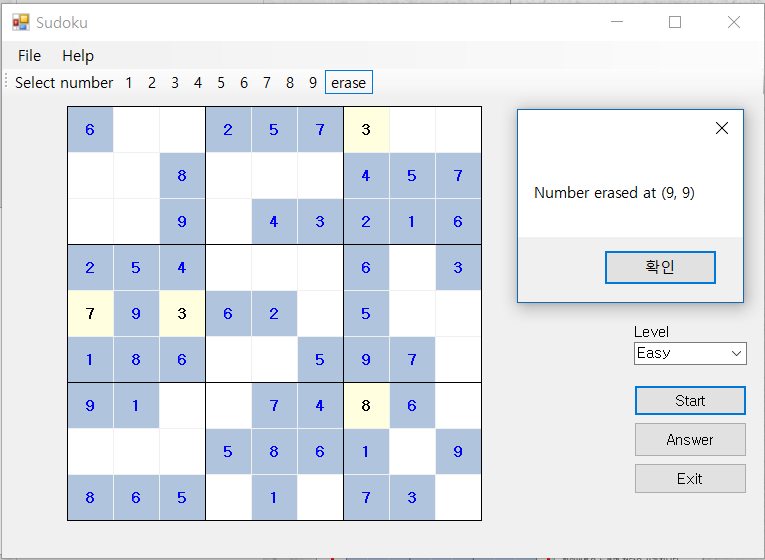 Sudoku
File Help
Select number 1 2 3 4 5 6 7 8 9 erase
6 2 5 7 3
8 4 5 7
9 4 3 2 1 6
2 5 4 6 3
7 9 3 6 2 5
1 8 6 5 9 7
9 1 7 4 8 6
5 8 6 1 9
8 6 5 1 7 3
Number erased at (9, 9)
확인
Level
Easy
Start
Answer
Exit